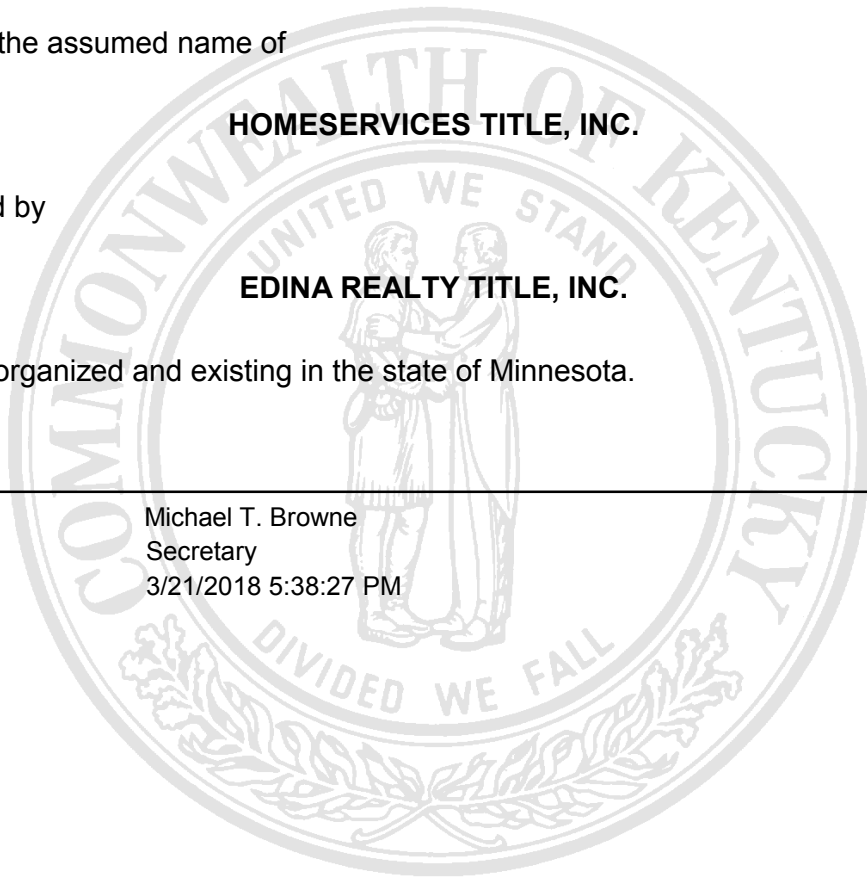 the assumed name of
HOMESERVICES TITLE, INC.
d by
EDINA REALTY TITLE, INC.
organized and existing in the state of Minnesota.
Michael T. Browne
Secretary
3/21/2018 5:38:27 PM
COMMONWEALTH OF KENTUCKY
UNITED WE STAND
DIVIDED WE FALL